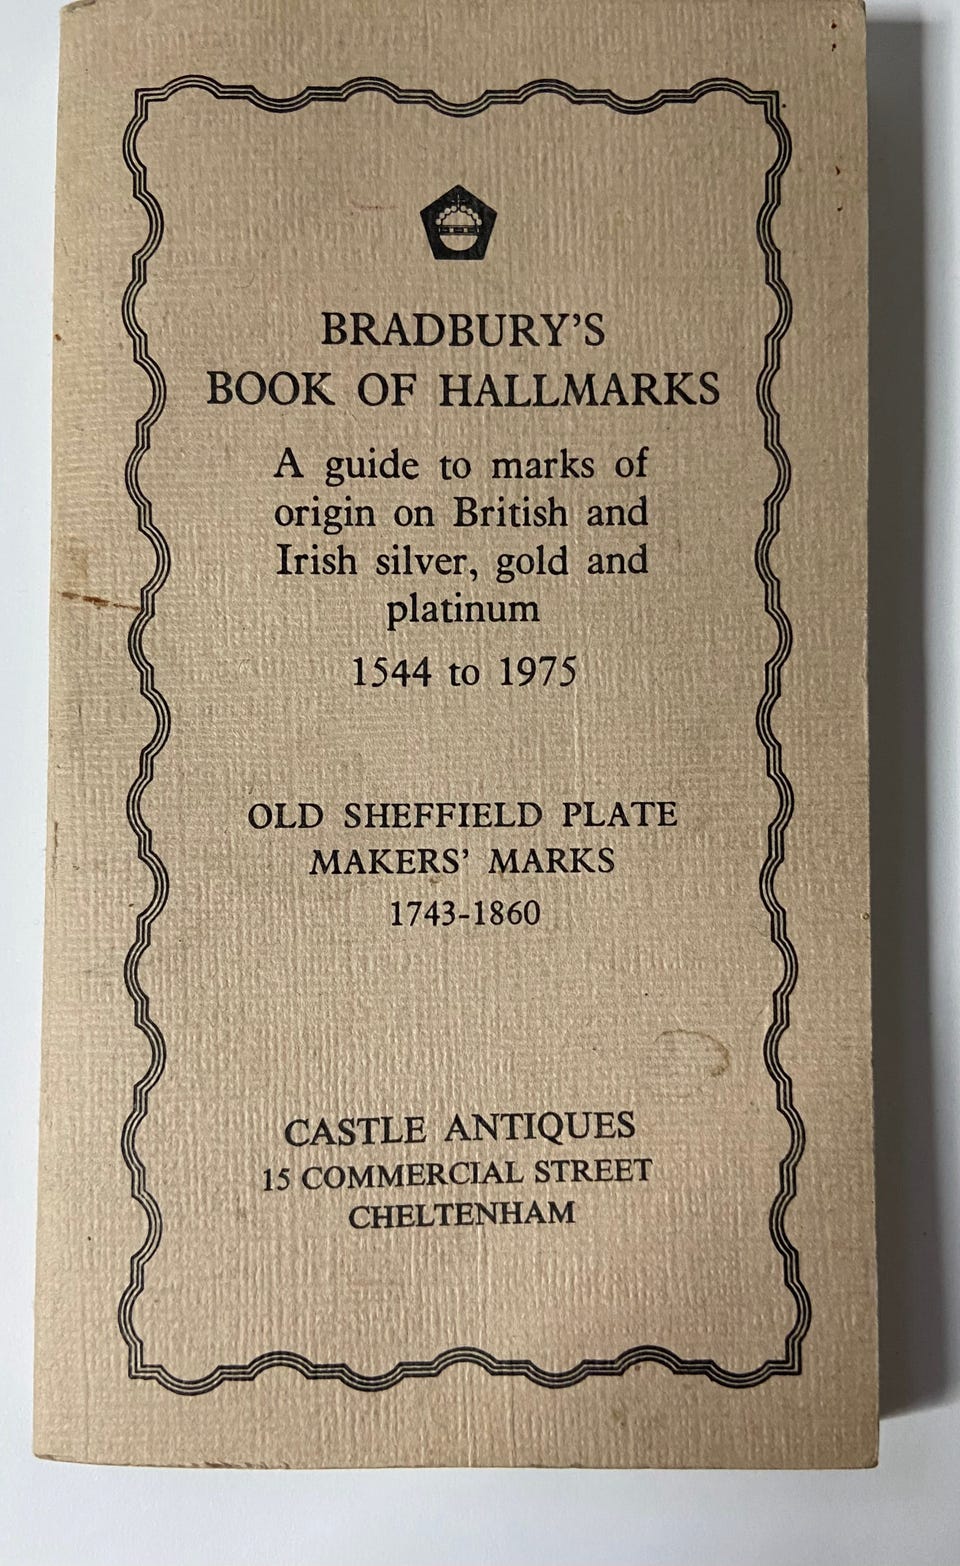 BRADBURY'S
BOOK OF HALLMARKS
A guide to marks of
origin on British and
Irish silver, gold and
platinum
1544 to 1975
OLD SHEFFIELD PLATE
MAKERS' MARKS
1743-1860
CASTLE ANTIQUES
15 COMMERCIAL STREET
CHELTENHAM